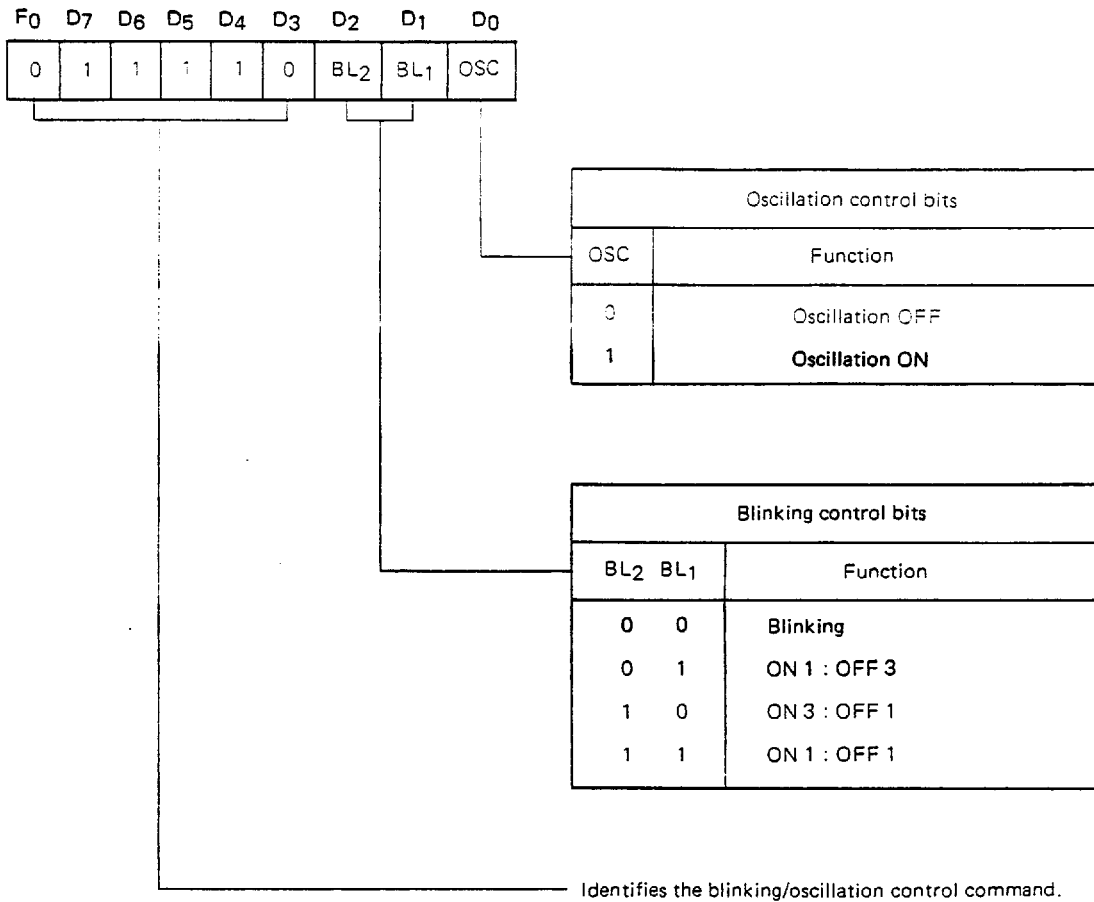 F0 D7 D6 D5 D4 D3 D2 D1 D0
0 1 1 1 1 0 BL2 BL1 OSC
Oscillation control bits
OSC Function
0 Oscillation OFF
1 Oscillation ON
Blinking control bits
BL2 BL1 Function
0 0 Blinking
0 1 ON 1 : OFF 3
1 0 ON 3 : OFF 1
1 1 ON 1 : OFF 1
Identifies the blinking/oscillation control command.